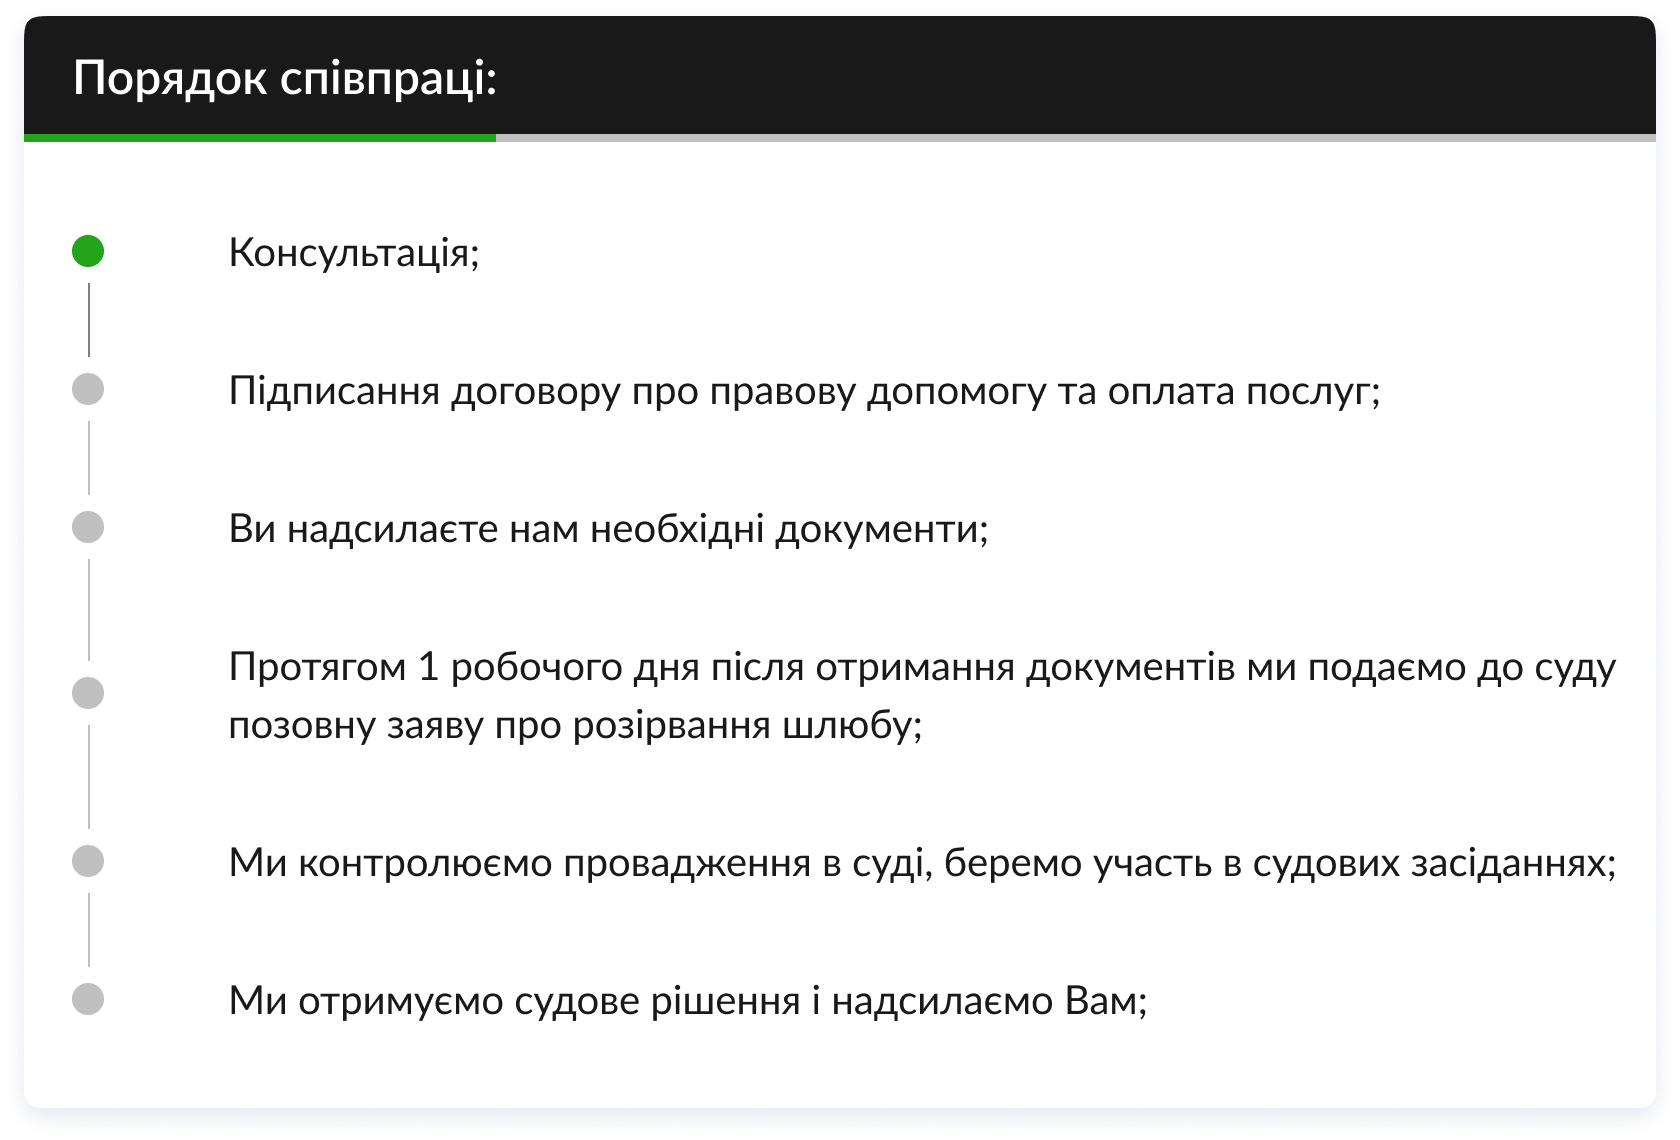 Порядок співпраці:
Консультація;
Підписання договору про правову допомогу та оплата послуг;
Ви надсилаєте нам необхідні документи;
Протягом 1 робочого дня після отримання документів ми подаємо до суду
позовну заяву про розірвання шлюбу;
Ми контролюємо провадження в суді, беремо участь в судових засіданнях;
Ми отримуємо судове рішення і надсилаємо Вам;